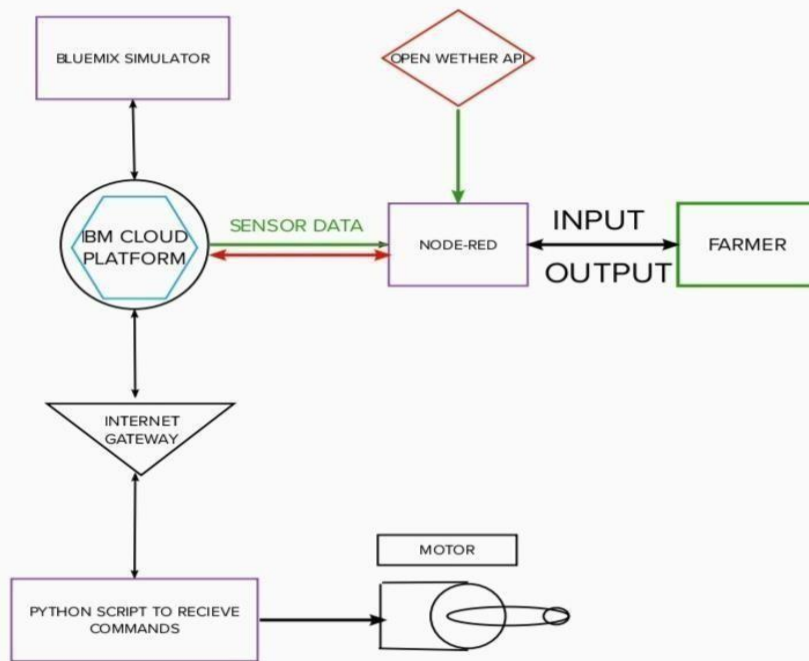 BLUEMIX SIMULATOR
OPEN WETHER API
IBM CLOUD
PLATFORM
SENSOR DATA
NODE-RED
INPUT
OUTPUT
FARMER
INTERNET
GATEWAY
MOTOR
PYTHON SCRIPT TO RECIEVE
COMMANDS